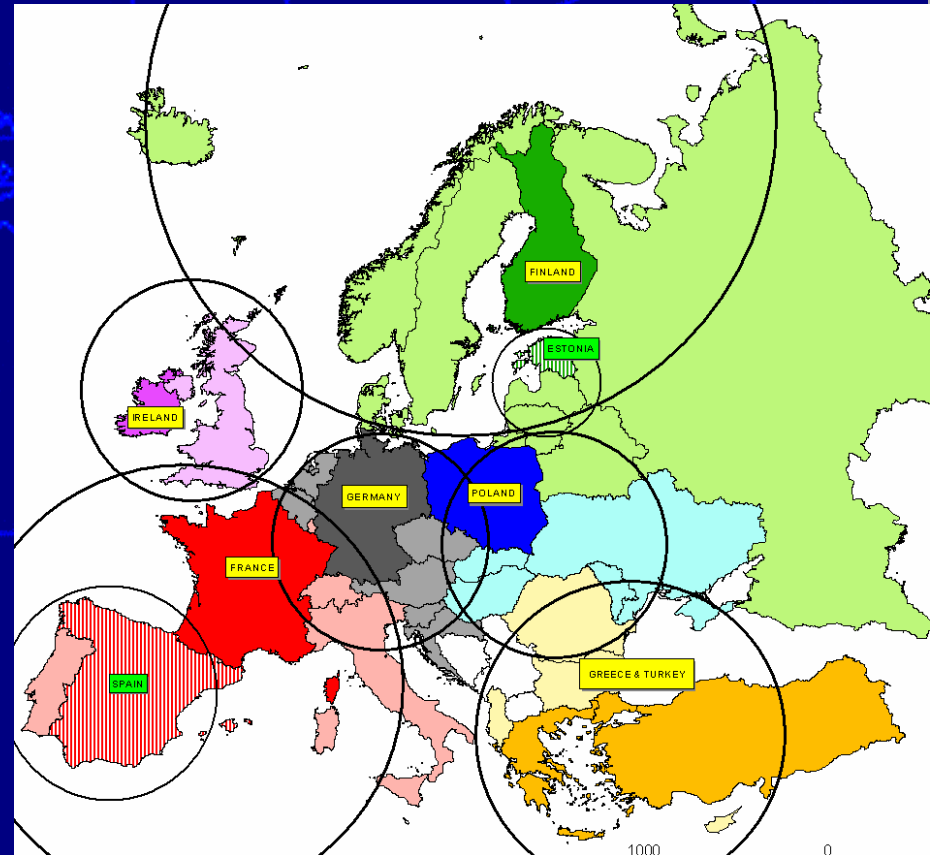 FINLAND
ESTONIA
IRELAND
GERMANY
POLAND
FRANCE
GREECE & TURKEY
SPAIN
1000 0